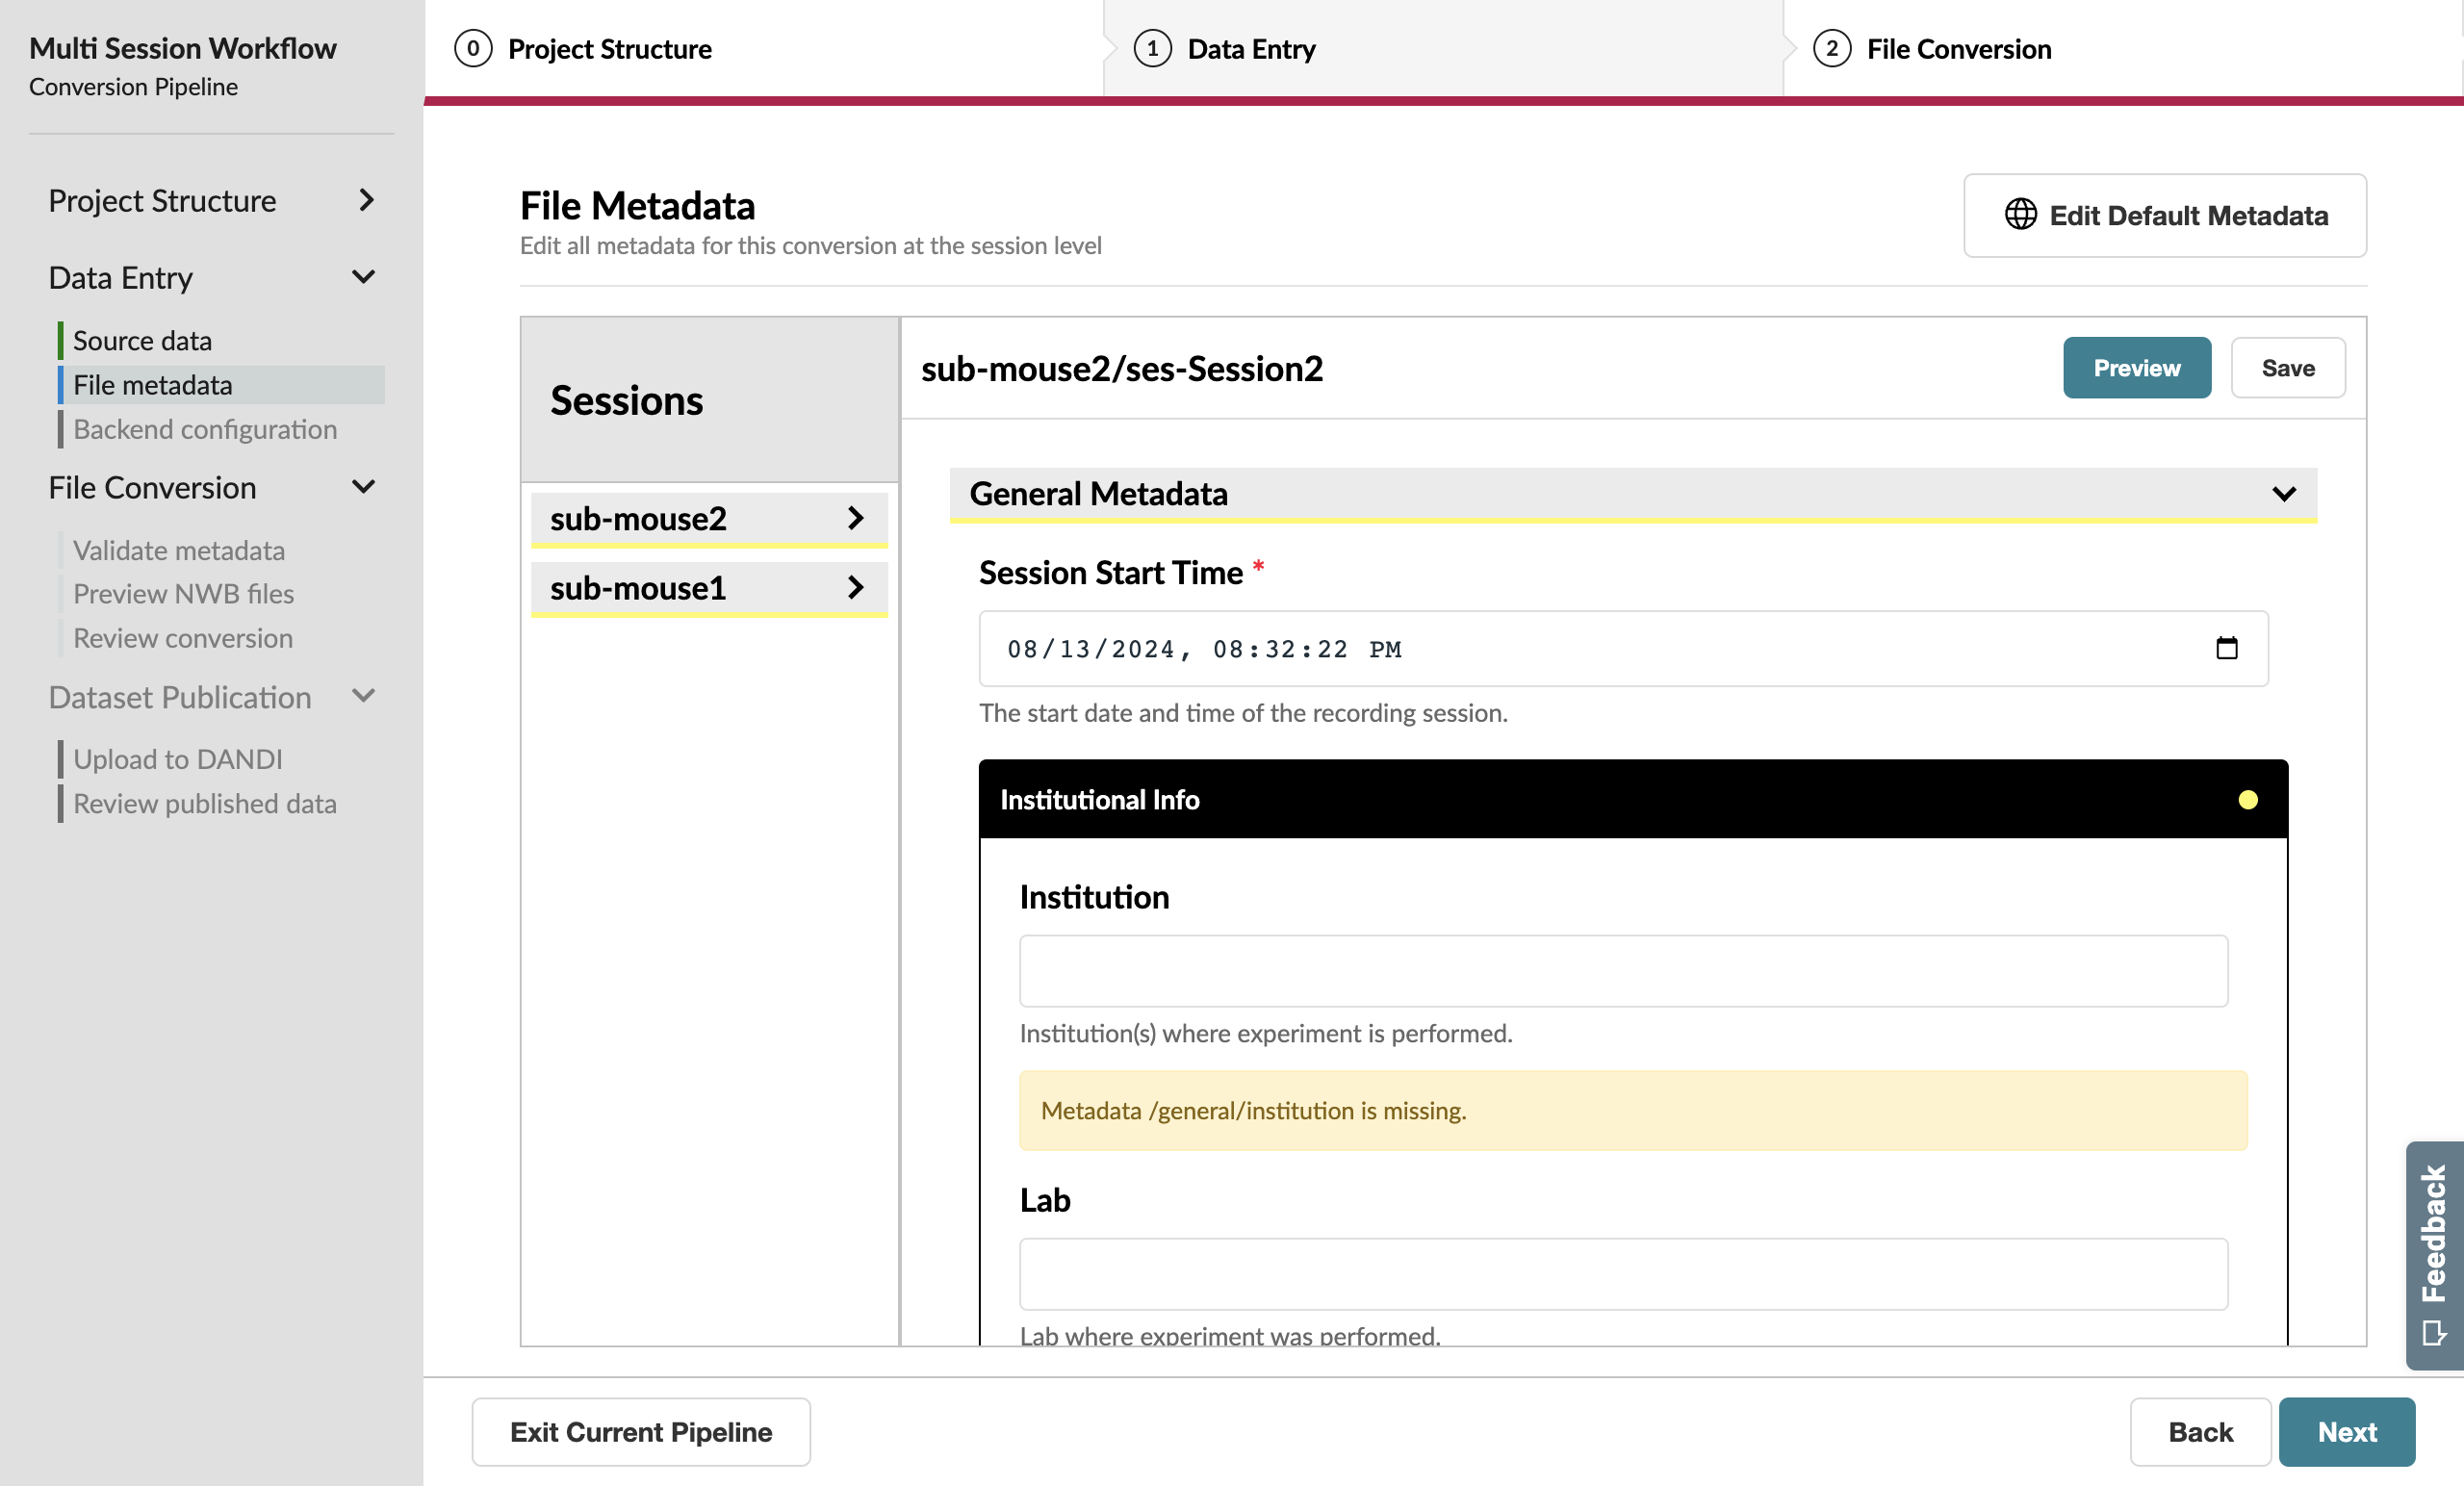 Multi Session Workflow
Conversion Pipeline
Project Structure
Data Entry
Source data
File metadata
Backend configuration
File Conversion
Validate metadata
Preview NWB files
Review conversion
Dataset Publication
Upload to DANDI
Review published data
0 Project Structure
1 Data Entry
2 File Conversion
File Metadata
Edit all metadata for this conversion at the session level
Edit Default Metadata
Sessions
sub-mouse2
sub-mouse1
sub-mouse2/ses-Session2
Preview
Save
General Metadata
Session Start Time *
08/13/2024, 08:32:22 PM
The start date and time of the recording session.
Institutional Info
Institution
Institution(s) where experiment is performed.
Metadata /general/institution is missing.
Lab
Lab where experiment was performed.
Feedback
Exit Current Pipeline
Back
Next